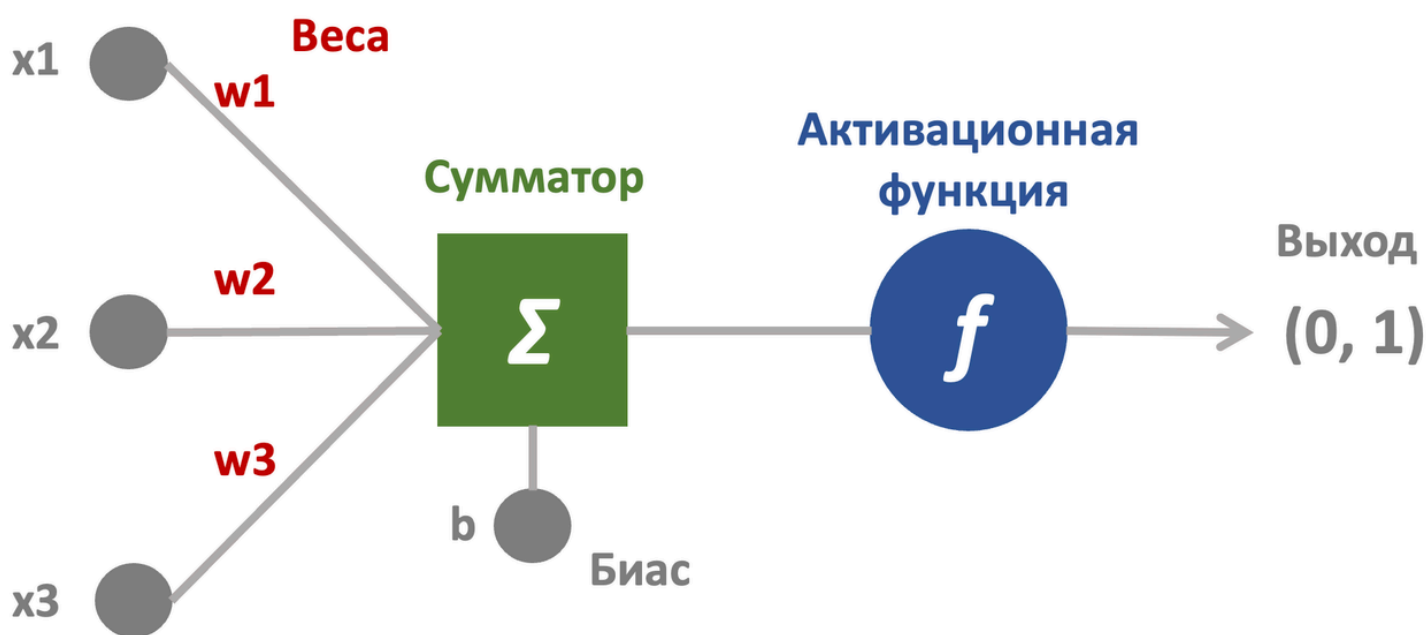 Веса
x1
w1
Активационная
функция
Сумматор
Выход
w2
x2
Σ
f
(0, 1)
w3
b
Биас
x3